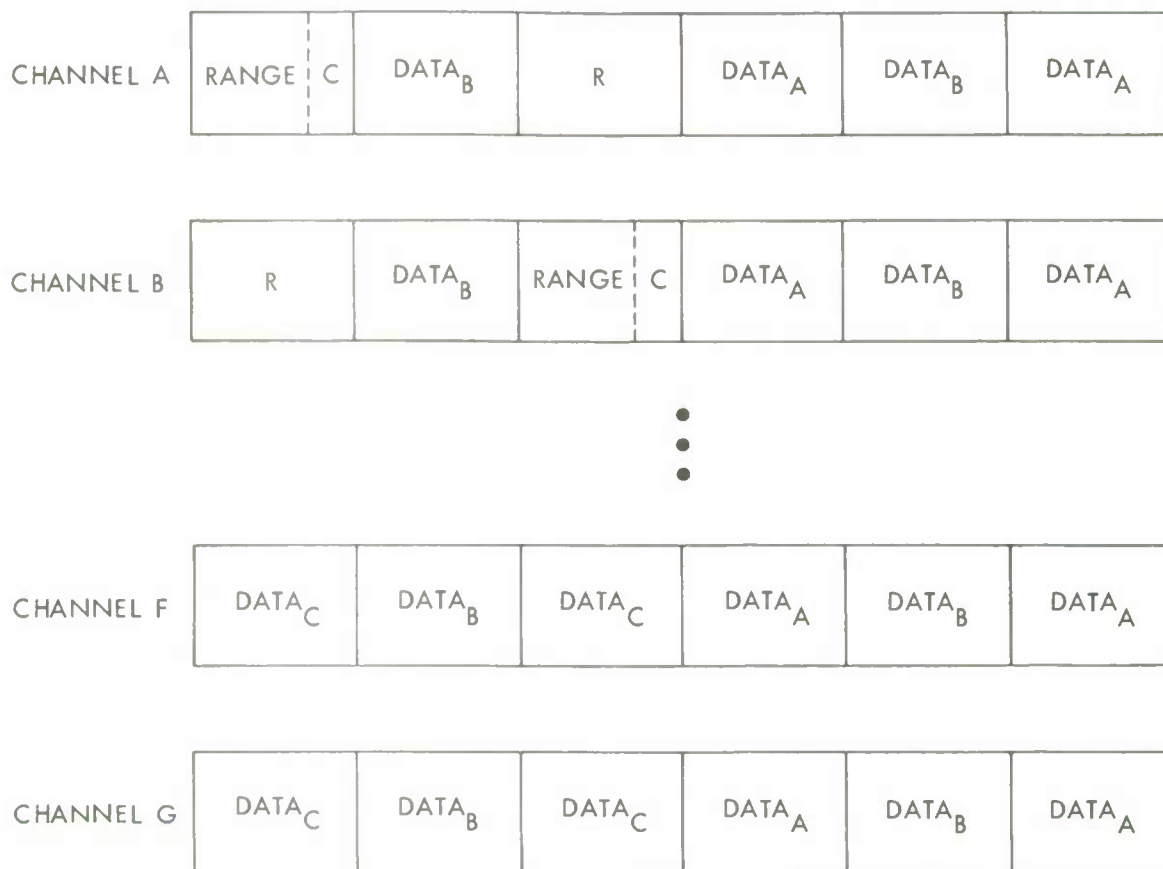 CHANNEL A RANGE C DATA_B R DATA_A DATA_B DATA_A
CHANNEL B R DATA_B RANGE C DATA_A DATA_B DATA_A
CHANNEL F DATA_C DATA_B DATA_C DATA_A DATA_B DATA_A
CHANNEL G DATA_C DATA_B DATA_C DATA_A DATA_B DATA_A